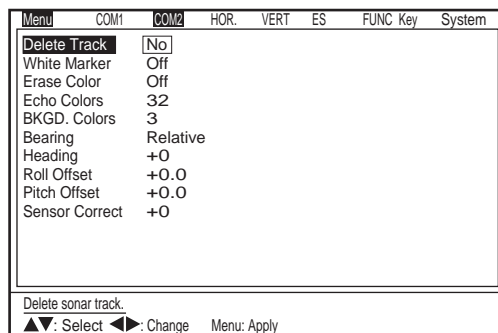 Menu COM1 COM2 HOR. VERT ES FUNC Key System
Delete Track No
White Marker Off
Erase Color Off
Echo Colors 32
BKGD. Colors 3
Bearing Relative
Heading +0
Roll Offset +0.0
Pitch Offset +0.0
Sensor Correct +0
Delete sonar track.
▲▼: Select ◀▶: Change Menu: Apply